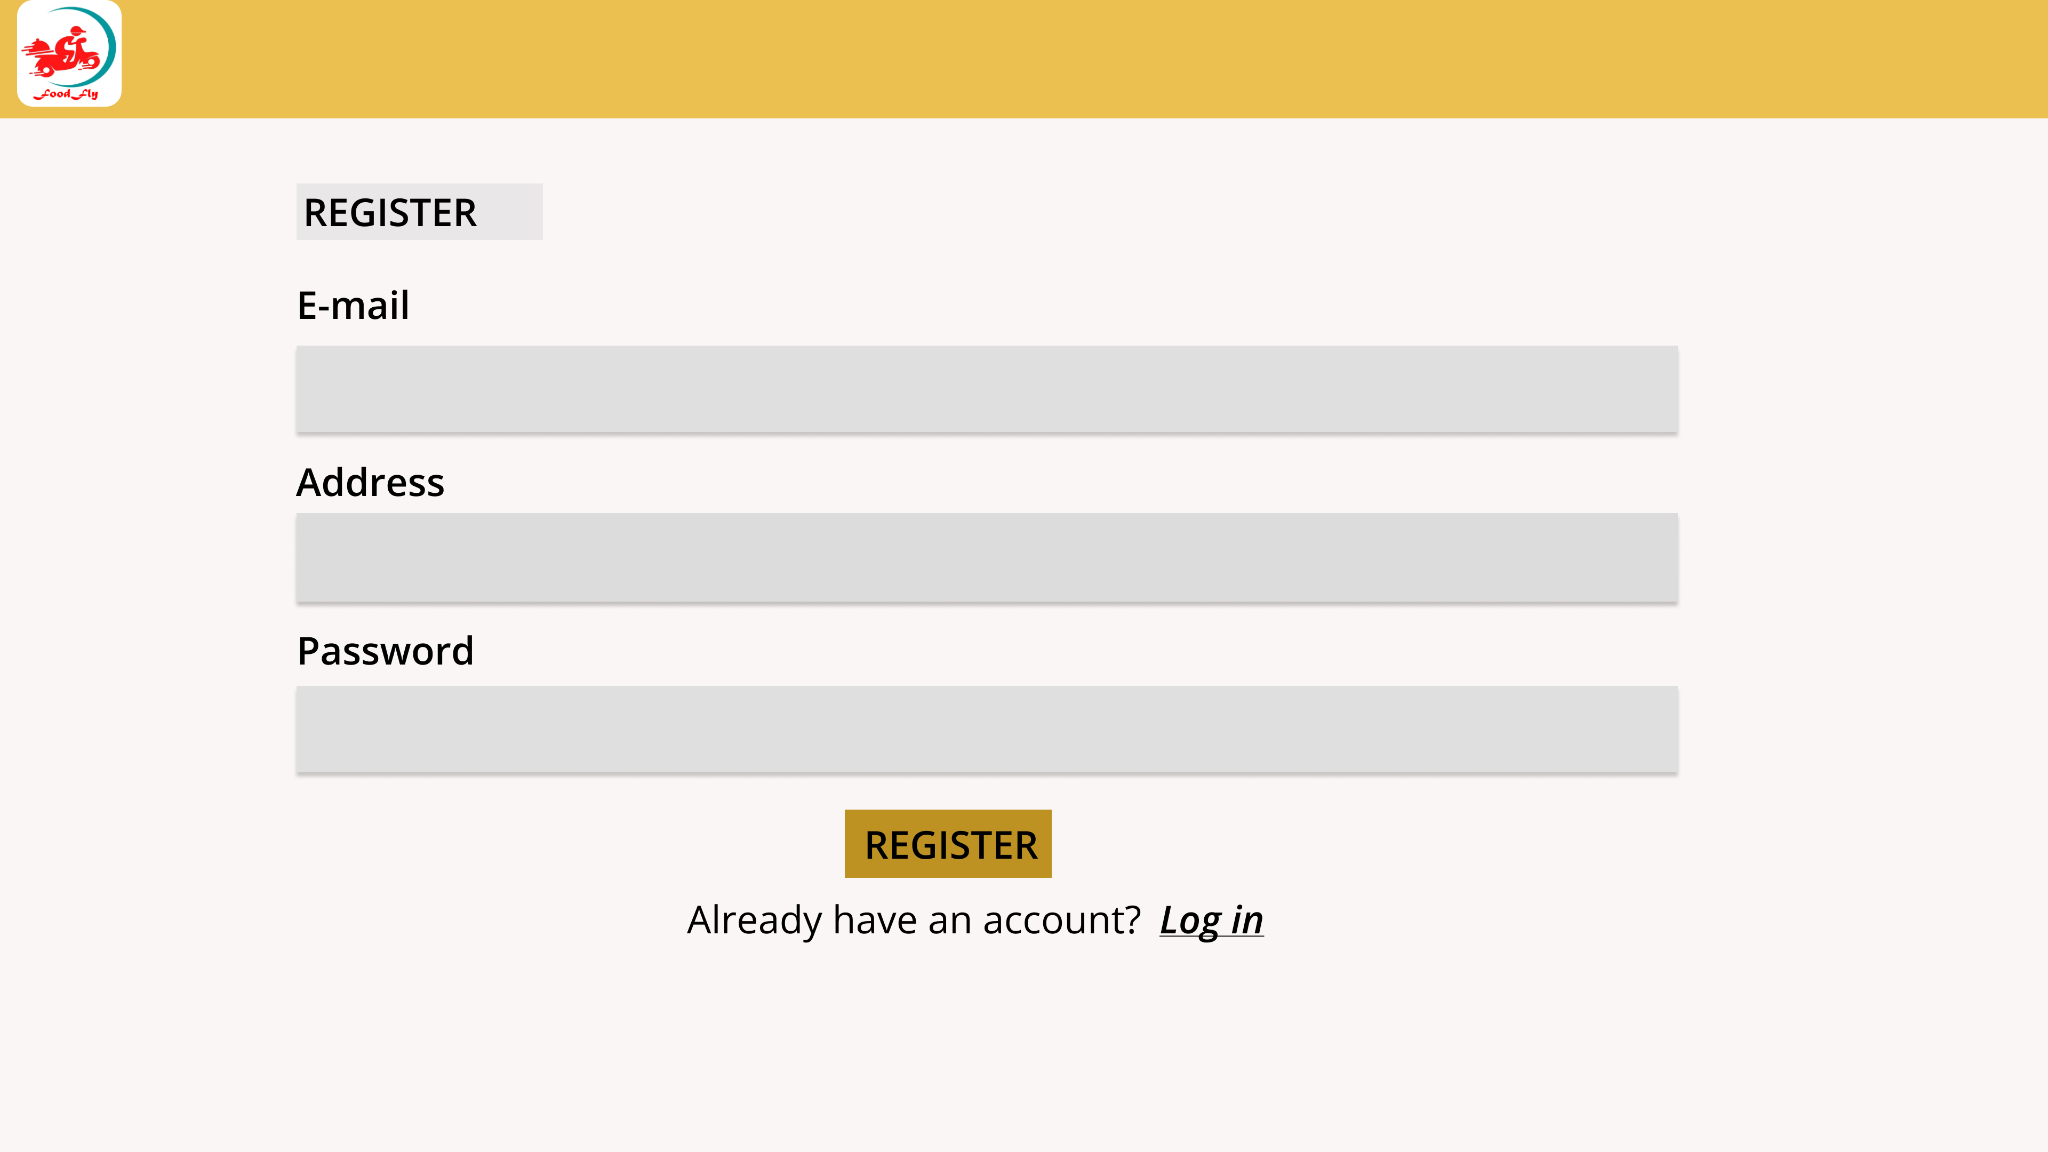 Food Fly
REGISTER
E-mail
Address
Password
REGISTER
Already have an account? Log in